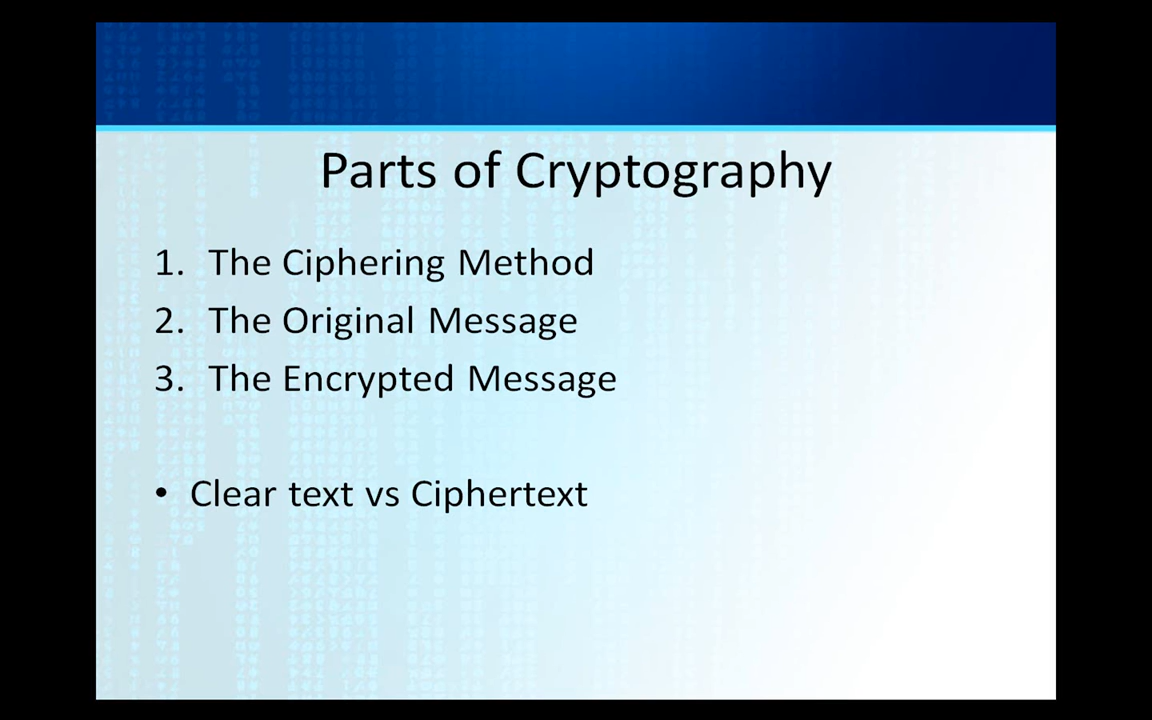 Parts of Cryptography
1. The Ciphering Method
2. The Original Message
3. The Encrypted Message
• Clear text vs Ciphertext